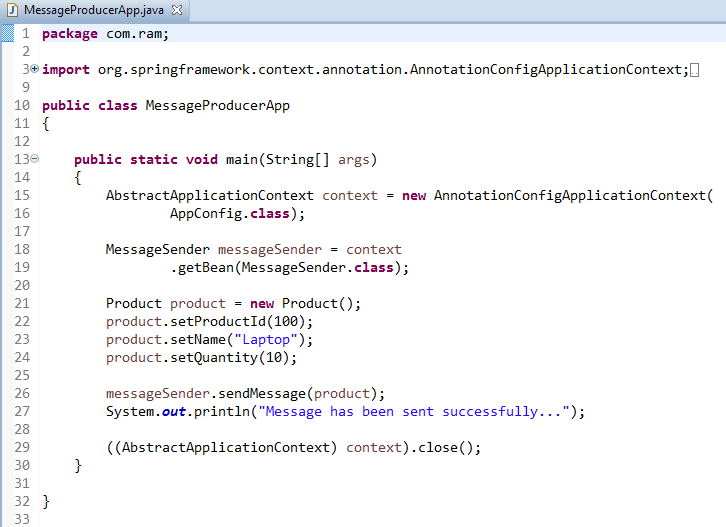 MessageProducerApp.java
1 package com.ram;
2
3 import org.springframework.context.annotation.AnnotationConfigApplicationContext;
9
10 public class MessageProducerApp
11 {
12
13     public static void main(String[] args)
14     {
15         AbstractApplicationContext context = new AnnotationConfigApplicationContext(
16                 AppConfig.class);
17
18         MessageSender messageSender = context
19                 .getBean(MessageSender.class);
20
21         Product product = new Product();
22         product.setProductId(100);
23         product.setName("Laptop");
24         product.setQuantity(10);
25
26         messageSender.sendMessage(product);
27         System.out.println("Message has been sent successfully...");
28
29         ((AbstractApplicationContext) context).close();
30     }
31
32 }
33